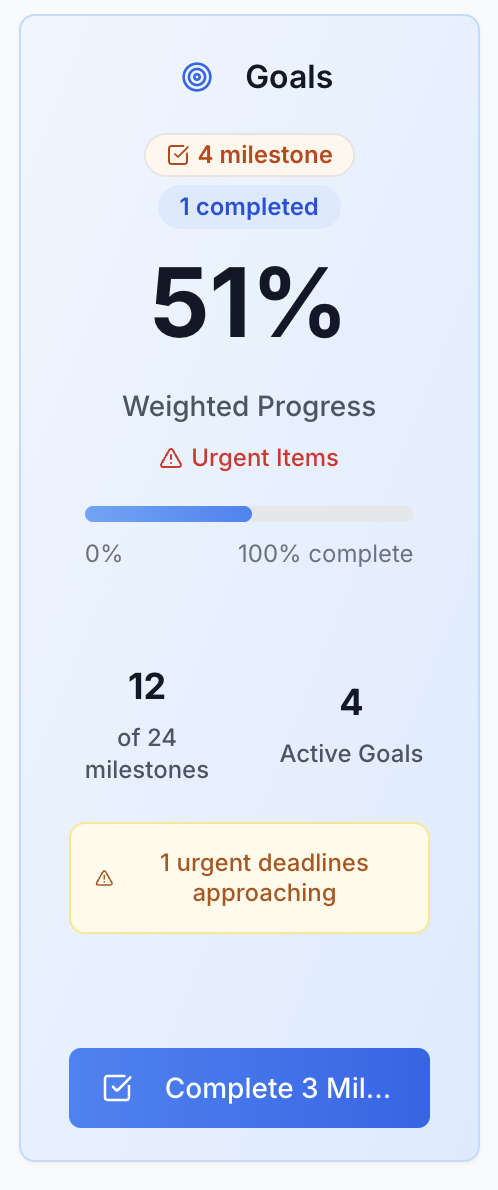 Goals
4 milestone
1 completed
51%
Weighted Progress
Urgent Items
0%
100% complete
12
of 24
milestones
4
Active Goals
1 urgent deadlines
approaching
Complete 3 Mil...